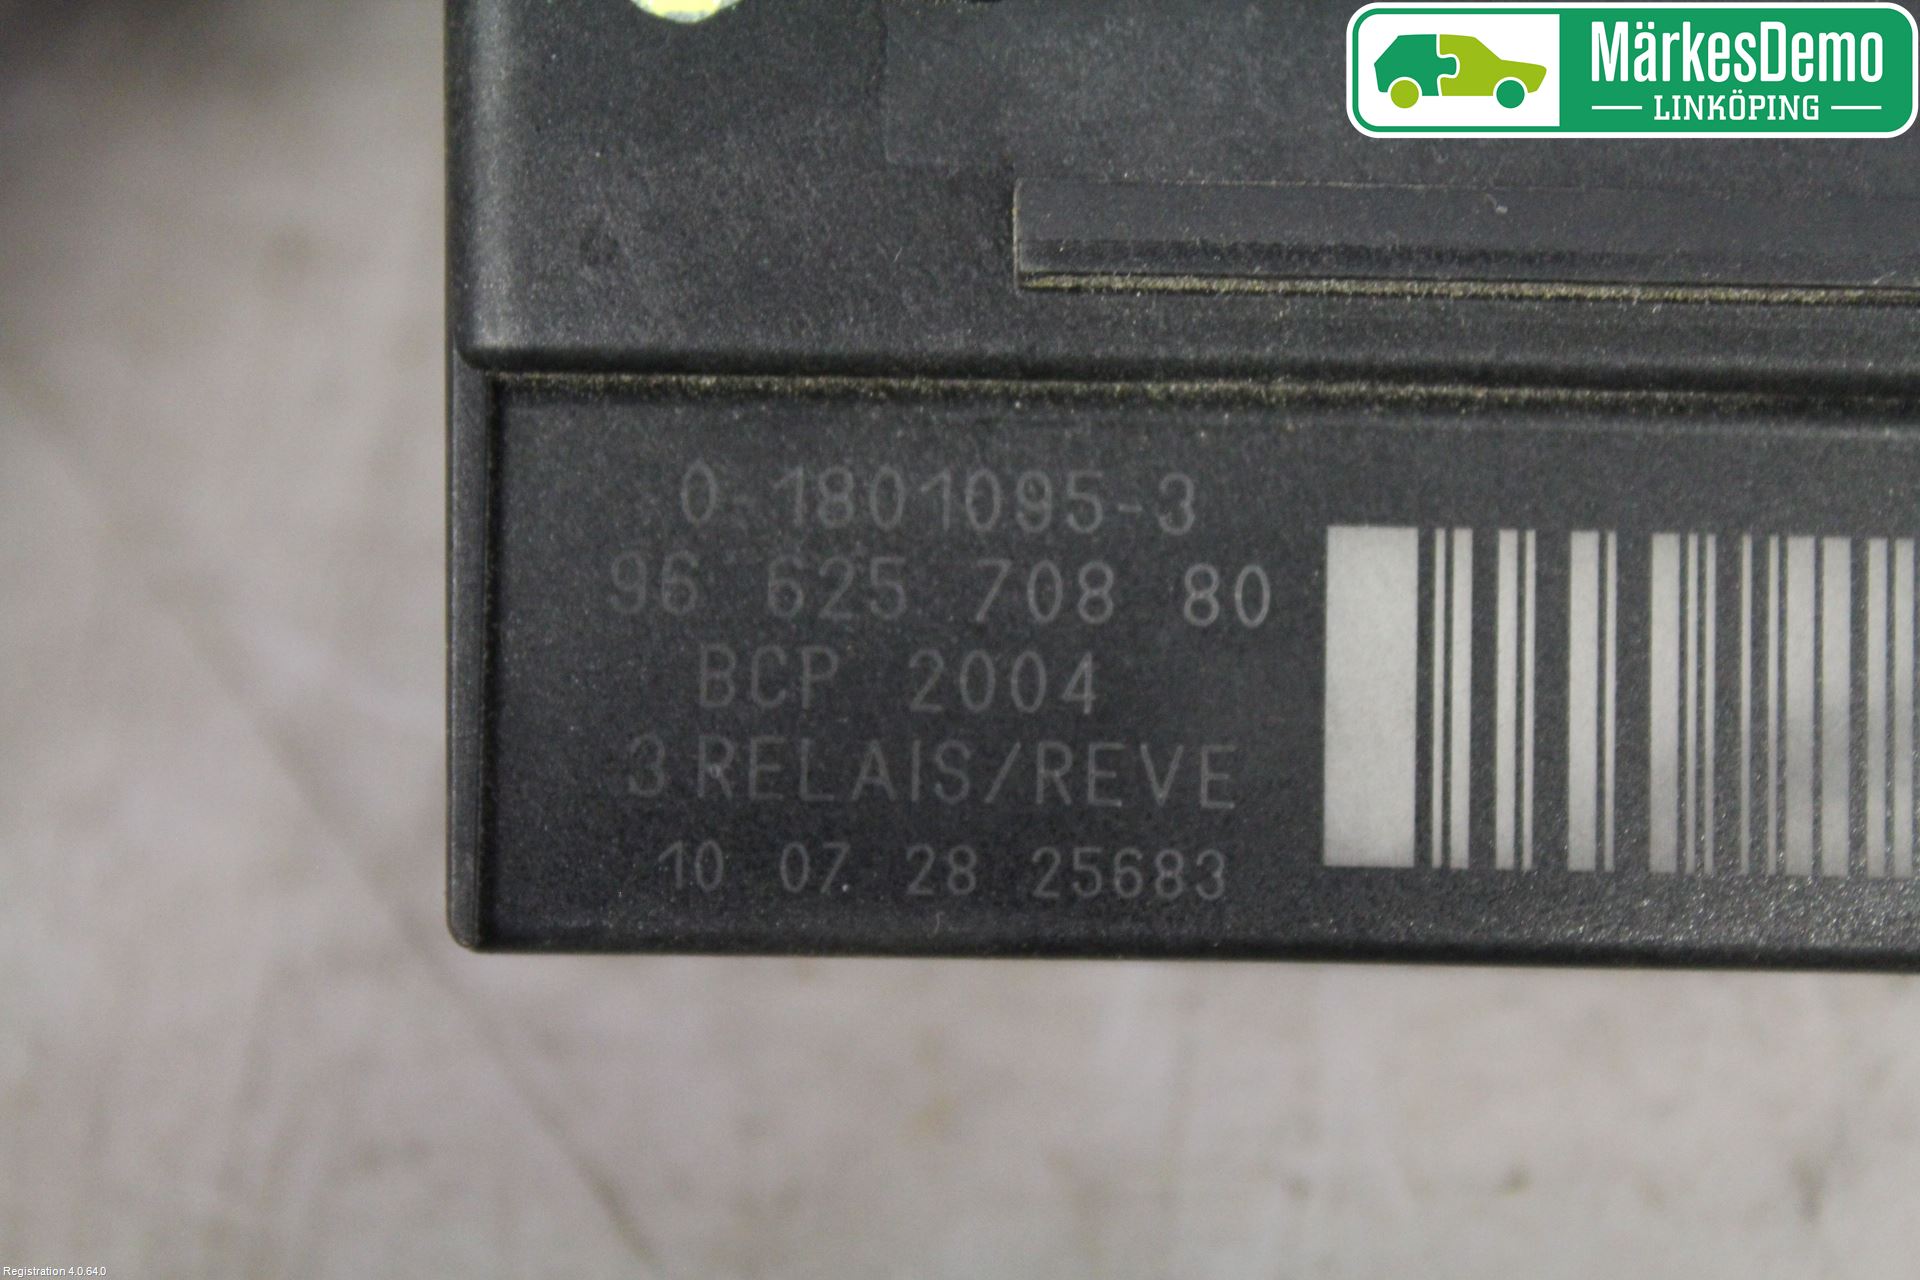 MärkesDemo
LINKÖPING
0-1801095-3
96 625 708 80
BCP 2004
3 RELAIS/REVE
10 07 28 25683
Registration 4.0.64.0